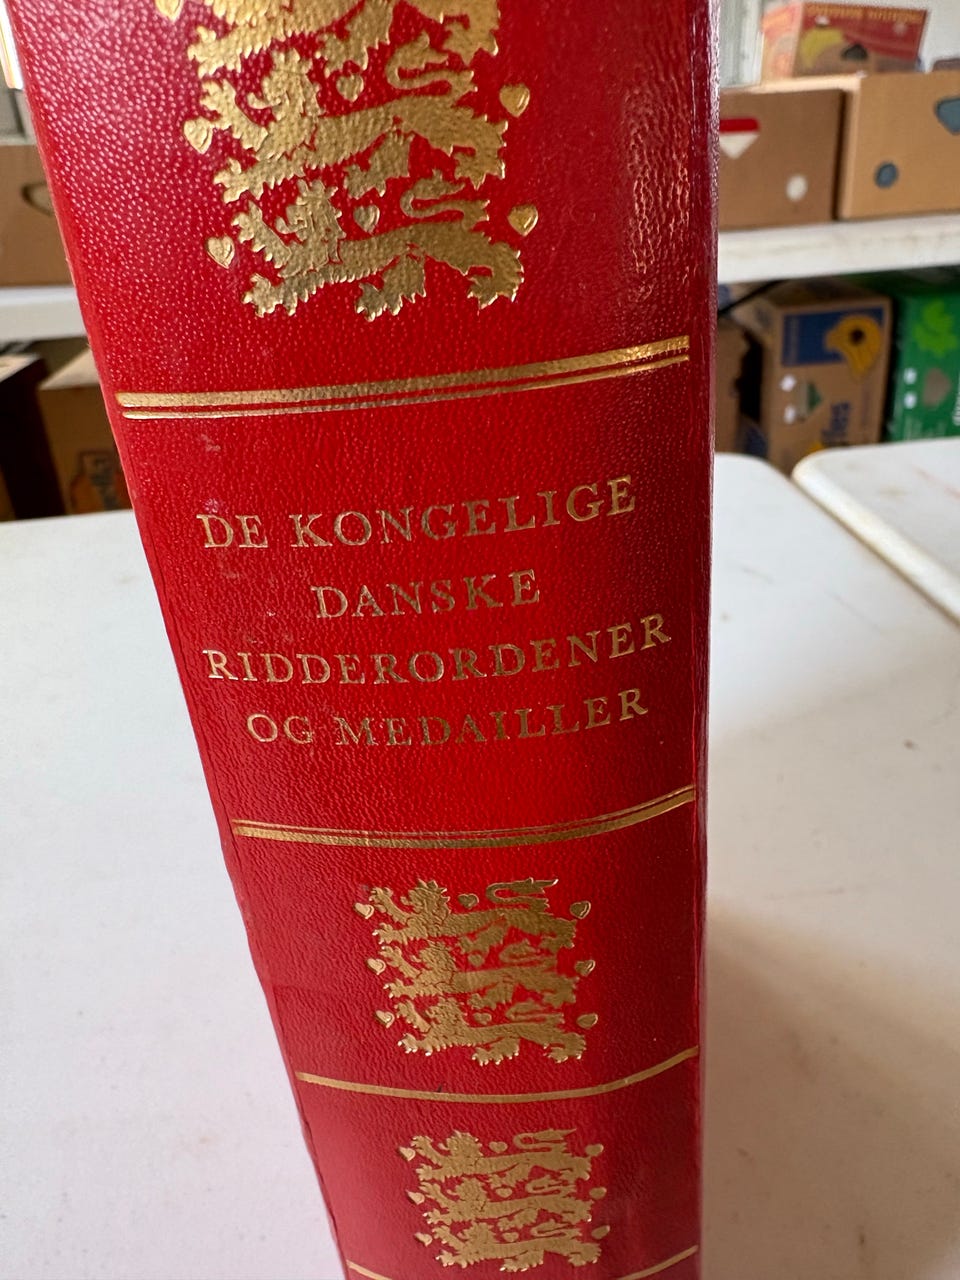 DE KONGELIGE
DANSKE
RIDDERORDENER
OG MEDAILLER